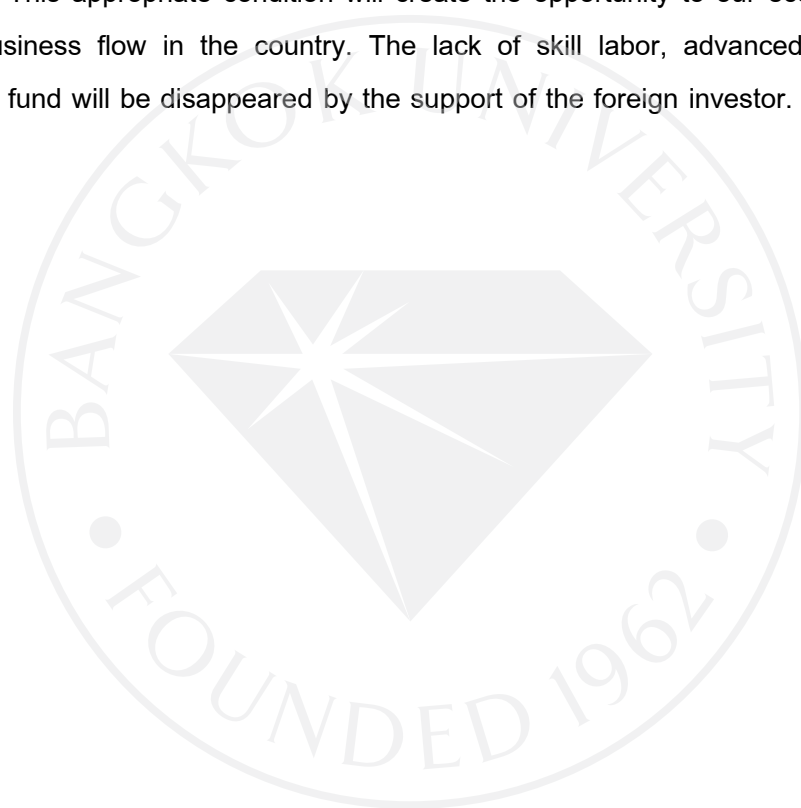 This appropriate condition will create the opportunity to our
usiness flow in the country. The lack of skill labor, advanced
fund will be disappeared by the support of the foreign investor.
BANGKOK UNIVERSITY
FOUNDED 1962